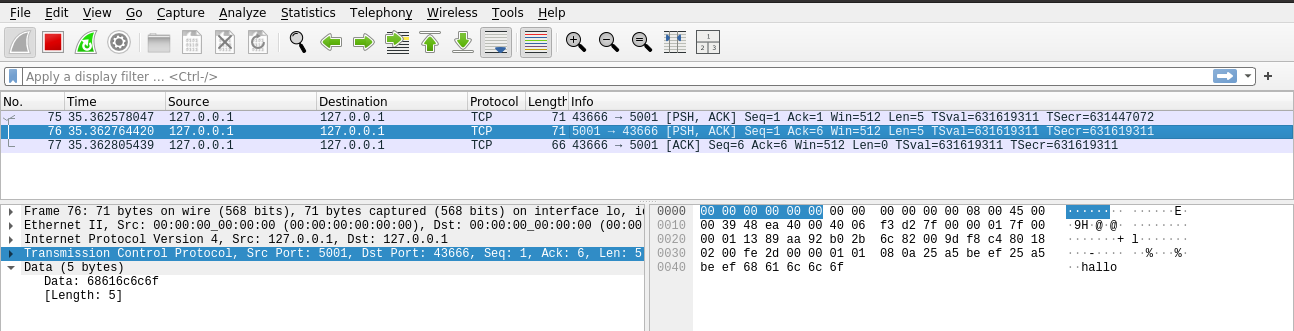 File Edit View Go Capture Analyze Statistics Telephony Wireless Tools Help
Apply a display filter ... <Ctrl-/>
No. Time Source Destination Protocol Length Info
75 35.362578047 127.0.0.1 127.0.0.1 TCP 71 43666 → 5001 [PSH, ACK] Seq=1 Ack=1 Win=512 Len=5 TSval=631619311 TSecr=631447072
76 35.362764420 127.0.0.1 127.0.0.1 TCP 71 5001 → 43666 [PSH, ACK] Seq=1 Ack=6 Win=512 Len=5 TSval=631619311 TSecr=631619311
77 35.362805439 127.0.0.1 127.0.0.1 TCP 66 43666 → 5001 [ACK] Seq=6 Ack=6 Win=512 Len=0 TSval=631619311 TSecr=631619311
Frame 76: 71 bytes on wire (568 bits), 71 bytes captured (568 bits) on interface lo, i
Ethernet II, Src: 00:00:00_00:00:00 (00:00:00:00:00:00), Dst: 00:00:00_00:00:00 (00:00
Internet Protocol Version 4, Src: 127.0.0.1, Dst: 127.0.0.1
Transmission Control Protocol, Src Port: 5001, Dst Port: 43666, Seq: 1, Ack: 6, Len: 5
Data (5 bytes)
Data: 68616c6c6f
[Length: 5]
0000 00 00 00 00 00 00 00 00 00 00 00 00 08 00 45 00 ··············E·
0010 00 39 48 ea 40 00 40 06 f3 d2 7f 00 00 01 7f 00 ·9H·@·@·········
0020 00 01 13 89 aa 92 b0 2b 6c 82 00 9d f8 c4 80 18 ·······+l·······
0030 02 00 fe 2d 00 00 01 01 08 0a 25 a5 be ef 25 a5 ···-······%···%·
0040 be ef 68 61 6c 6c 6f ··hallo